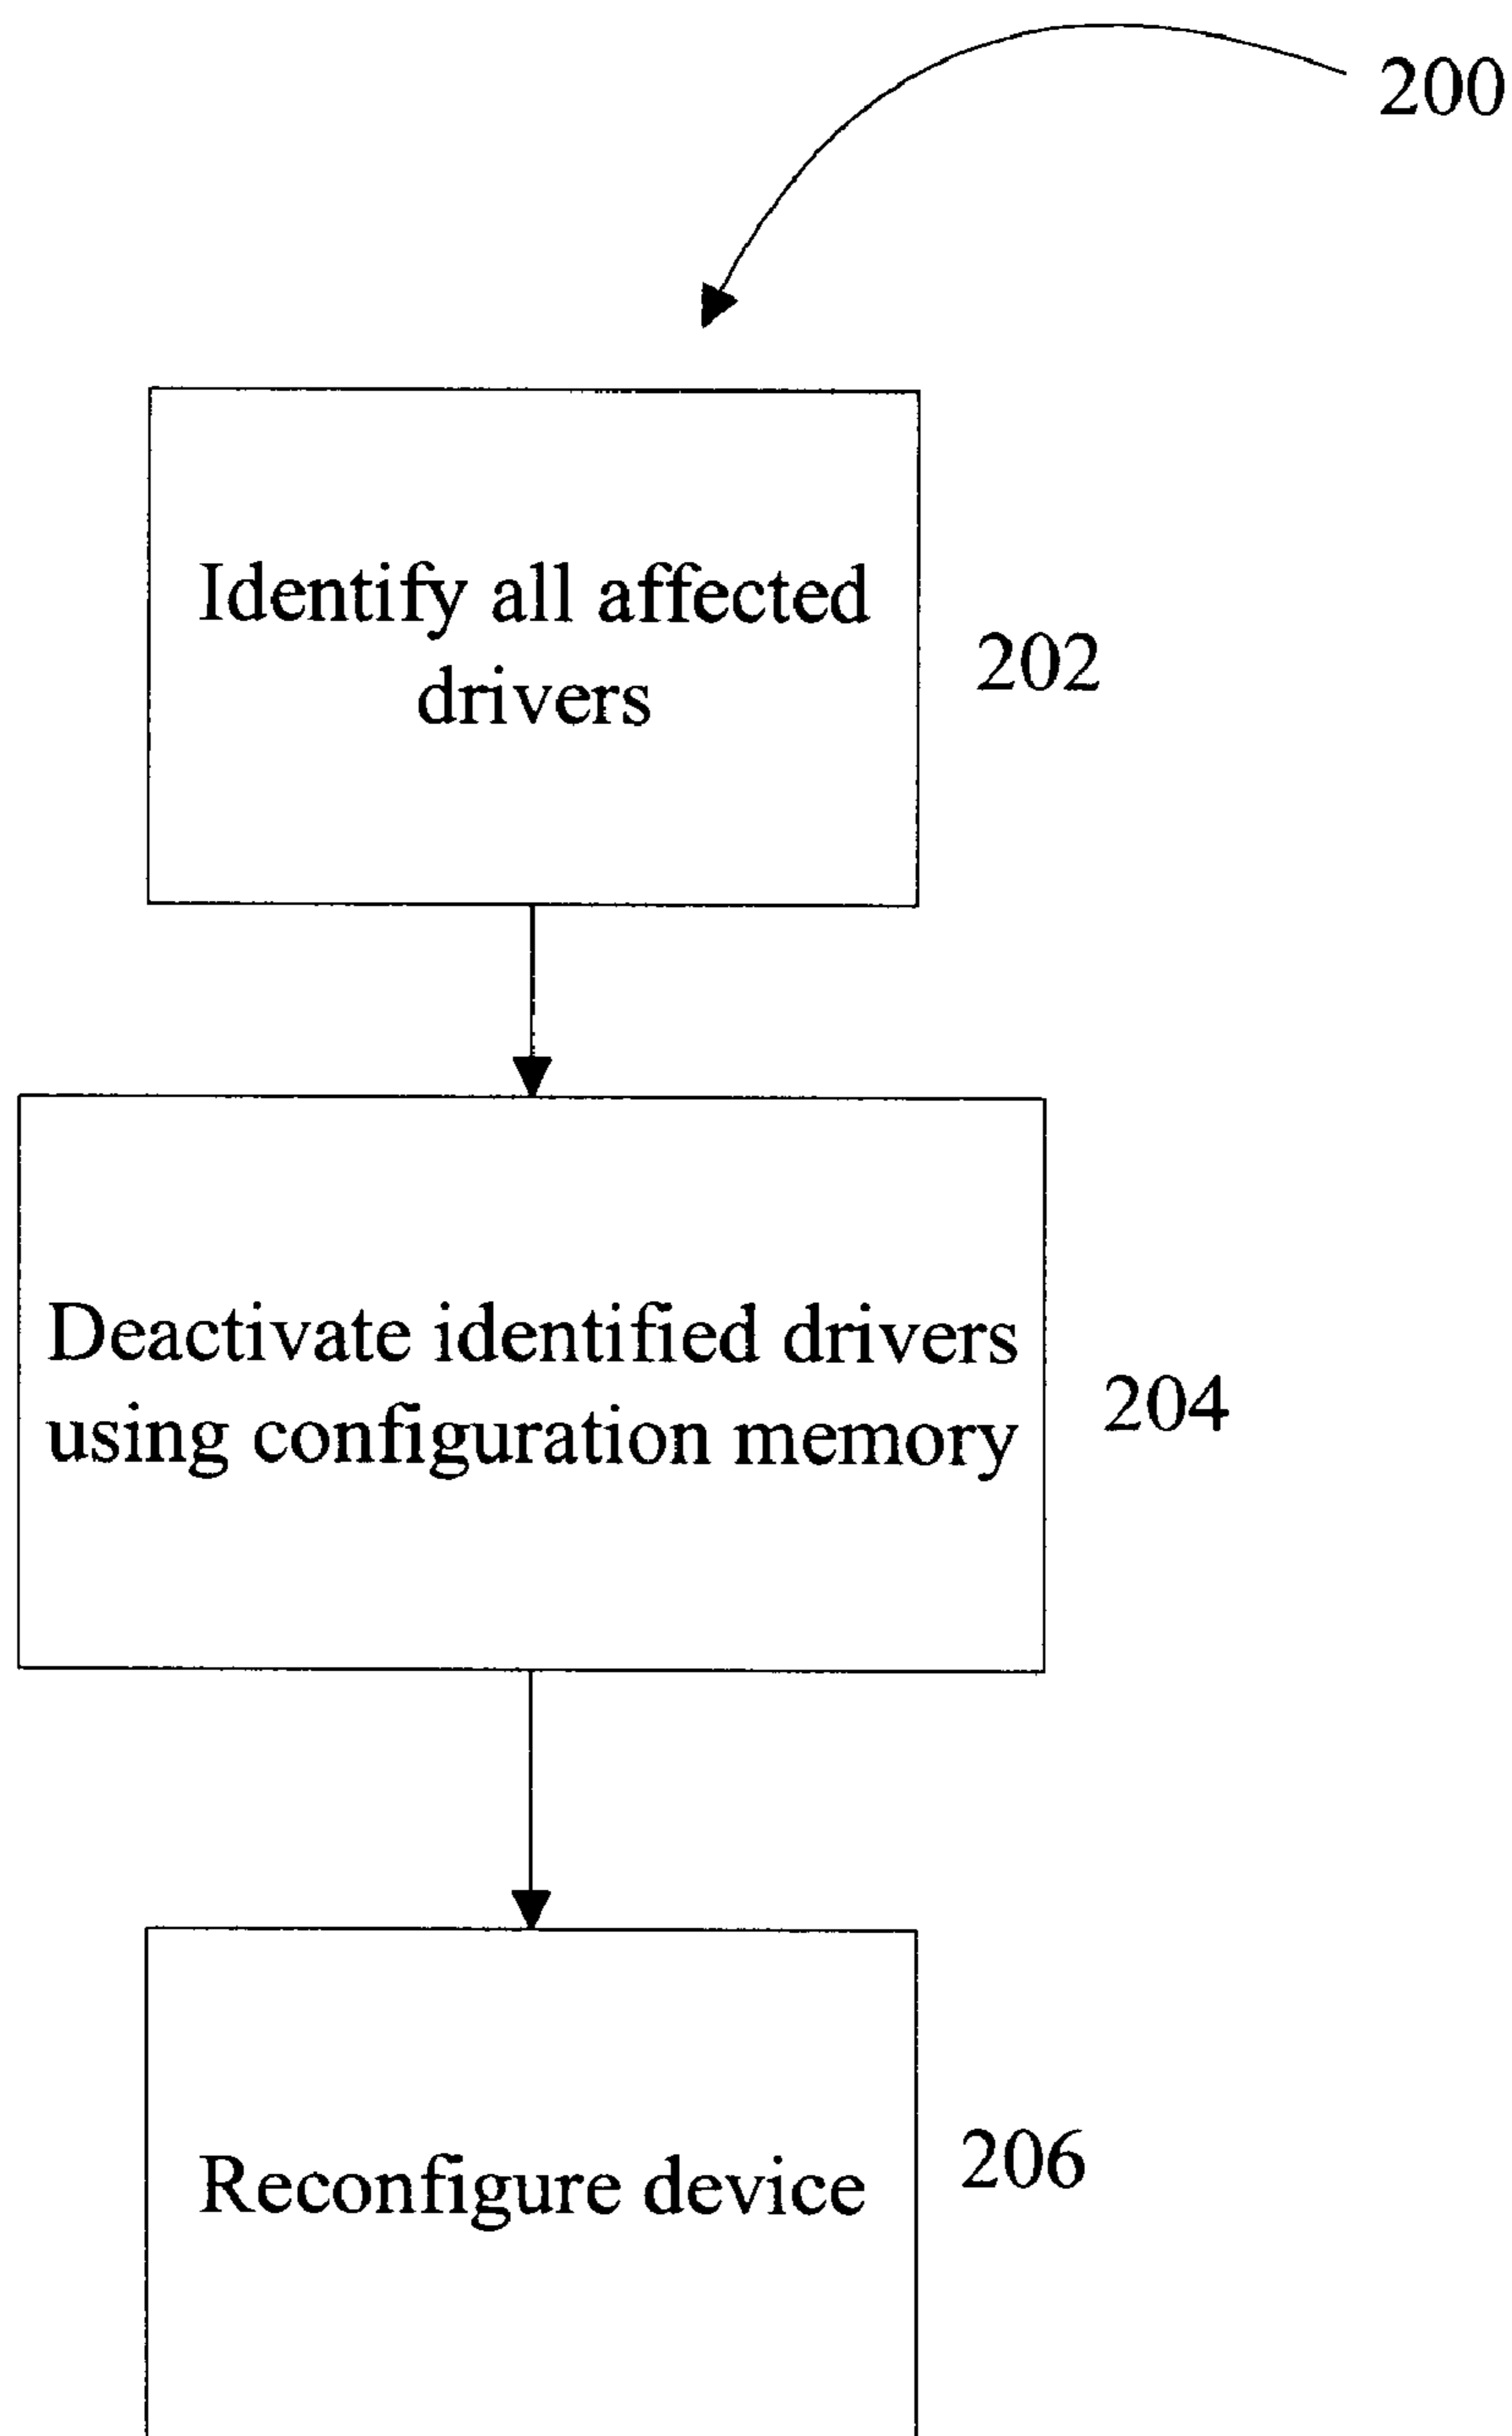 200
Identify all affected
drivers
202
Deactivate identified drivers
using configuration memory
204
Reconfigure device
206